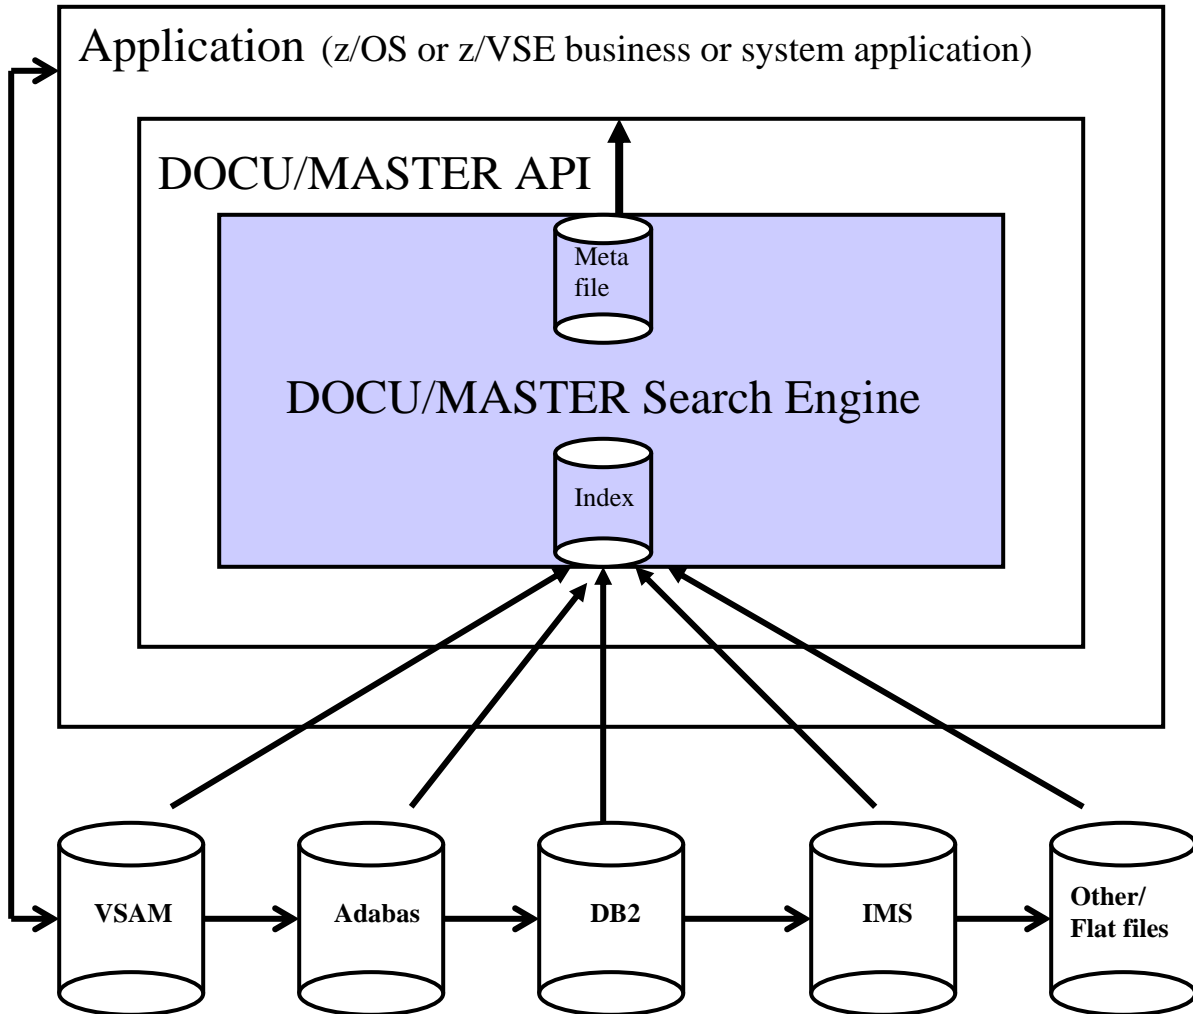 Application (z/OS or z/VSE business or system application)
DOCU/MASTER API
Meta
file
DOCU/MASTER Search Engine
Index
VSAM
Adabas
DB2
IMS
Other/
Flat files